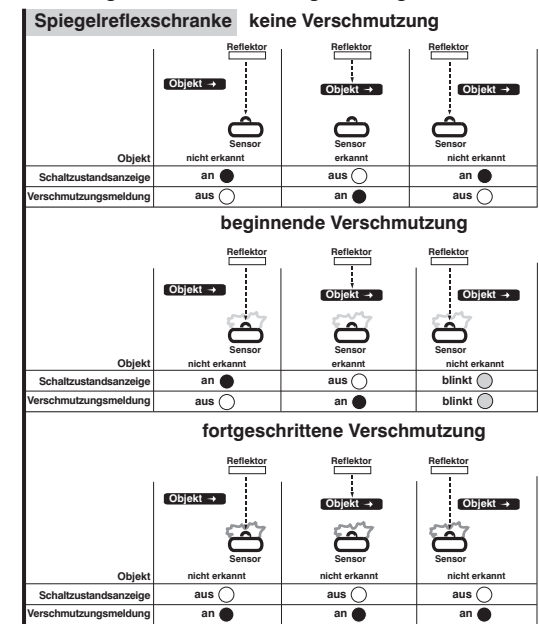 Spiegelreflexschranke keine Verschmutzung
Reflektor Reflektor Reflektor
Objekt → Objekt → Objekt →
Sensor Sensor Sensor
Objekt nicht erkannt erkannt nicht erkannt
Schaltzustandsanzeige an aus an
Verschmutzungsmeldung aus an aus
beginnende Verschmutzung
Reflektor Reflektor Reflektor
Objekt → Objekt → Objekt →
Sensor Sensor Sensor
Objekt nicht erkannt erkannt nicht erkannt
Schaltzustandsanzeige an aus blinkt
Verschmutzungsmeldung aus an blinkt
fortgeschrittene Verschmutzung
Reflektor Reflektor Reflektor
Objekt → Objekt → Objekt →
Sensor Sensor Sensor
Objekt nicht erkannt nicht erkannt nicht erkannt
Schaltzustandsanzeige aus aus aus
Verschmutzungsmeldung an an an